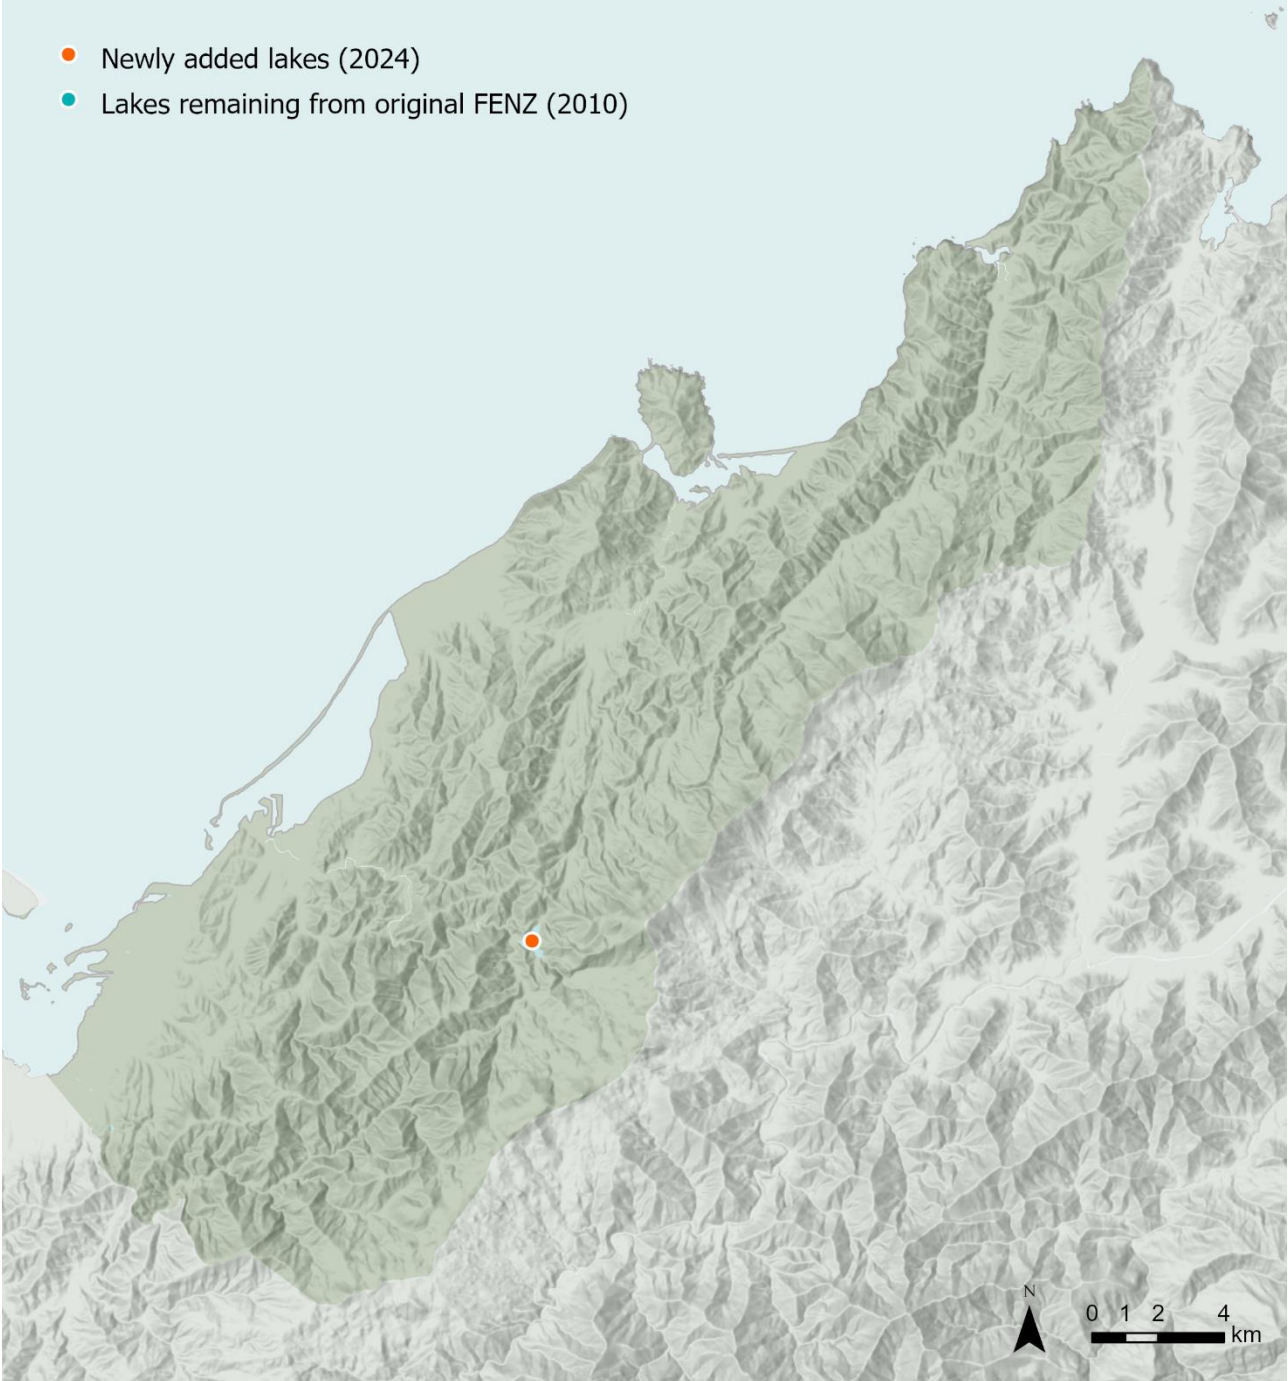 Newly added lakes (2024)
Lakes remaining from original FENZ (2010)
N
0 1 2 4
km